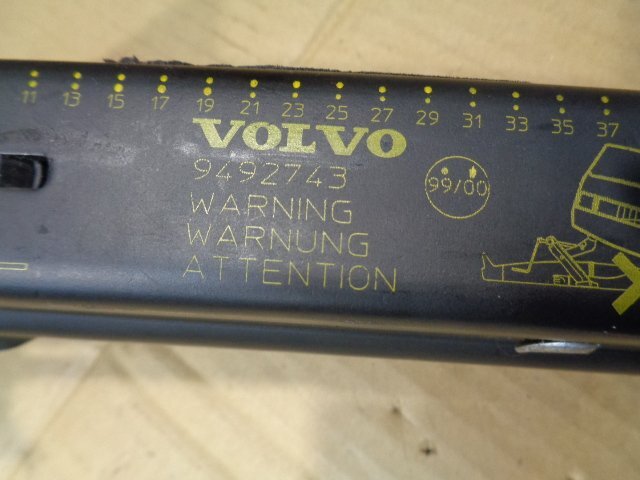 11 13 15 17 19 21 23 25 27 29 31 33 35 37
VOLVO
9492743
99/00
WARNING
WARNUNG
ATTENTION